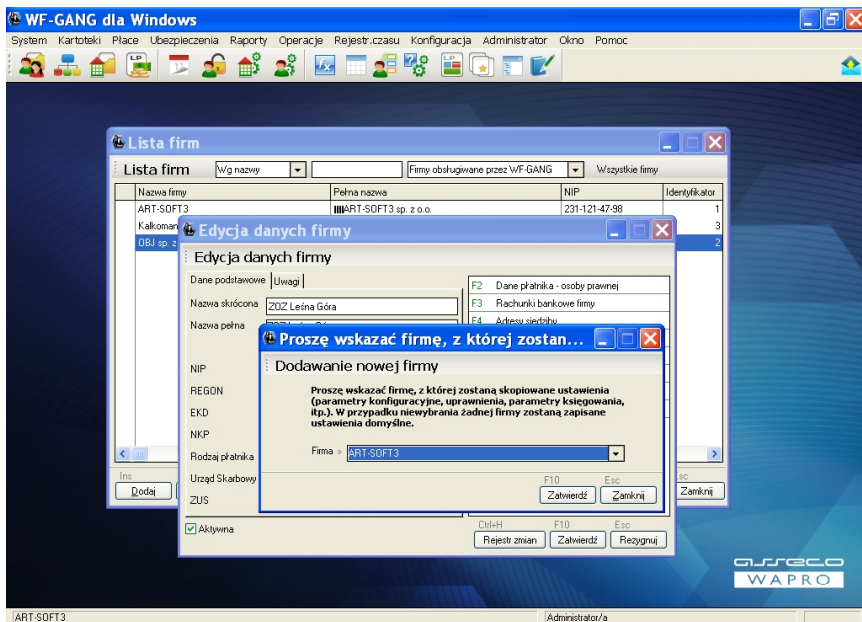 WF-GANG dla Windows
System Kartoteki Płace Ubezpieczenia Raporty Operacje Rejestr.czasu Konfiguracja Administrator Okno Pomoc
Lista firm
Lista firm Wg nazwy Firmy obsługiwane przez WF-GANG Wszystkie firmy
Nazwa firmy Pełna nazwa NIP Identyfikator
ART-SOFT3 ART-SOFT3 sp. z o.o. 231-121-47-98 1
Kalkoman 3
OBJ sp. z 2
Edycja danych firmy
Edycja danych firmy
Dane podstawowe Uwagi
F2 Dane płatnika - osoby prawnej
Nazwa skrócona ZOZ Leśna Góra
F3 Rachunki bankowe firmy
Nazwa pełna
F4 Adresy siedziby
Proszę wskazać firmę, z której zostan...
Dodawanie nowej firmy
NIP
REGON
EKD
NKP
Rodzaj płatnika
Urząd Skarbowy
ZUS
Proszę wskazać firmę, z której zostaną skopiowane ustawienia
(parametry konfiguracyjne, uprawnienia, parametry księgowania,
itp.). W przypadku niewybrania żadnej firmy zostaną zapisane
ustawienia domyślne.
Firma » ART-SOFT3
F10 Esc
Zatwierdź Zamknij
Ins
Dodaj
Zamknij
Aktywna
Ctrl+H F10 Esc
Rejestr zmian Zatwierdź Rezygnuj
asseco
WAPRO
ART-SOFT3 Administrator/a